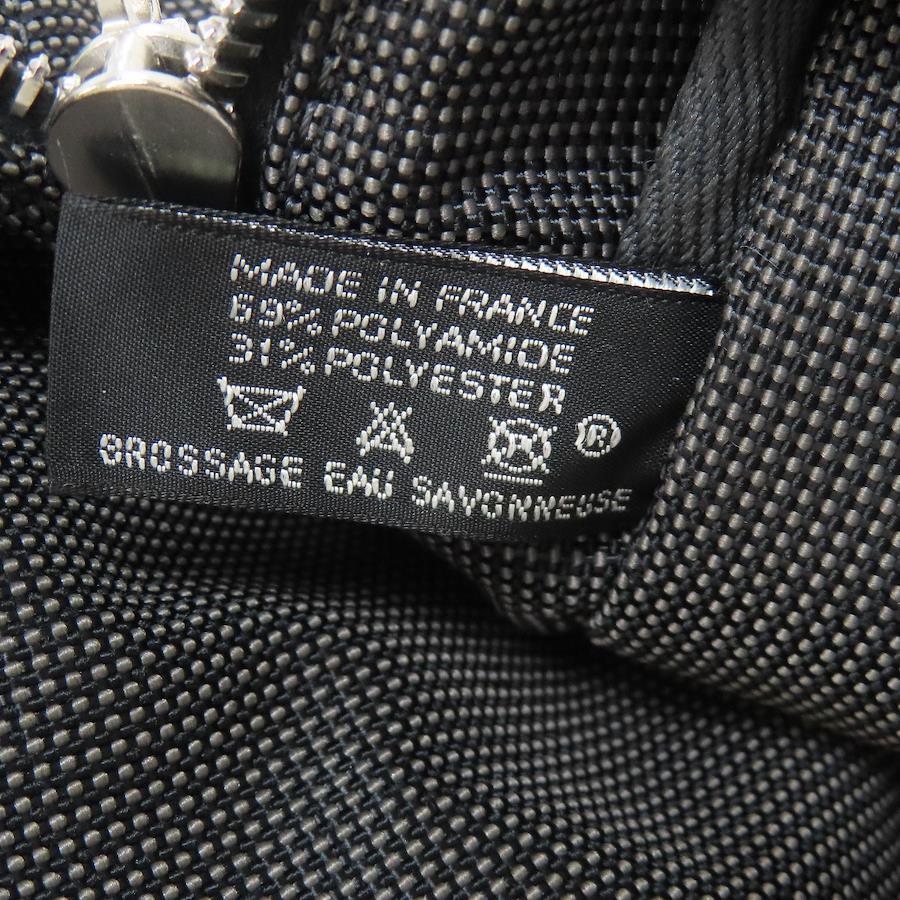 MADE IN FRANCE
69% POLYAMIDE
31% POLYESTER
®
BROSSAGE EAU SAVONNEUSE